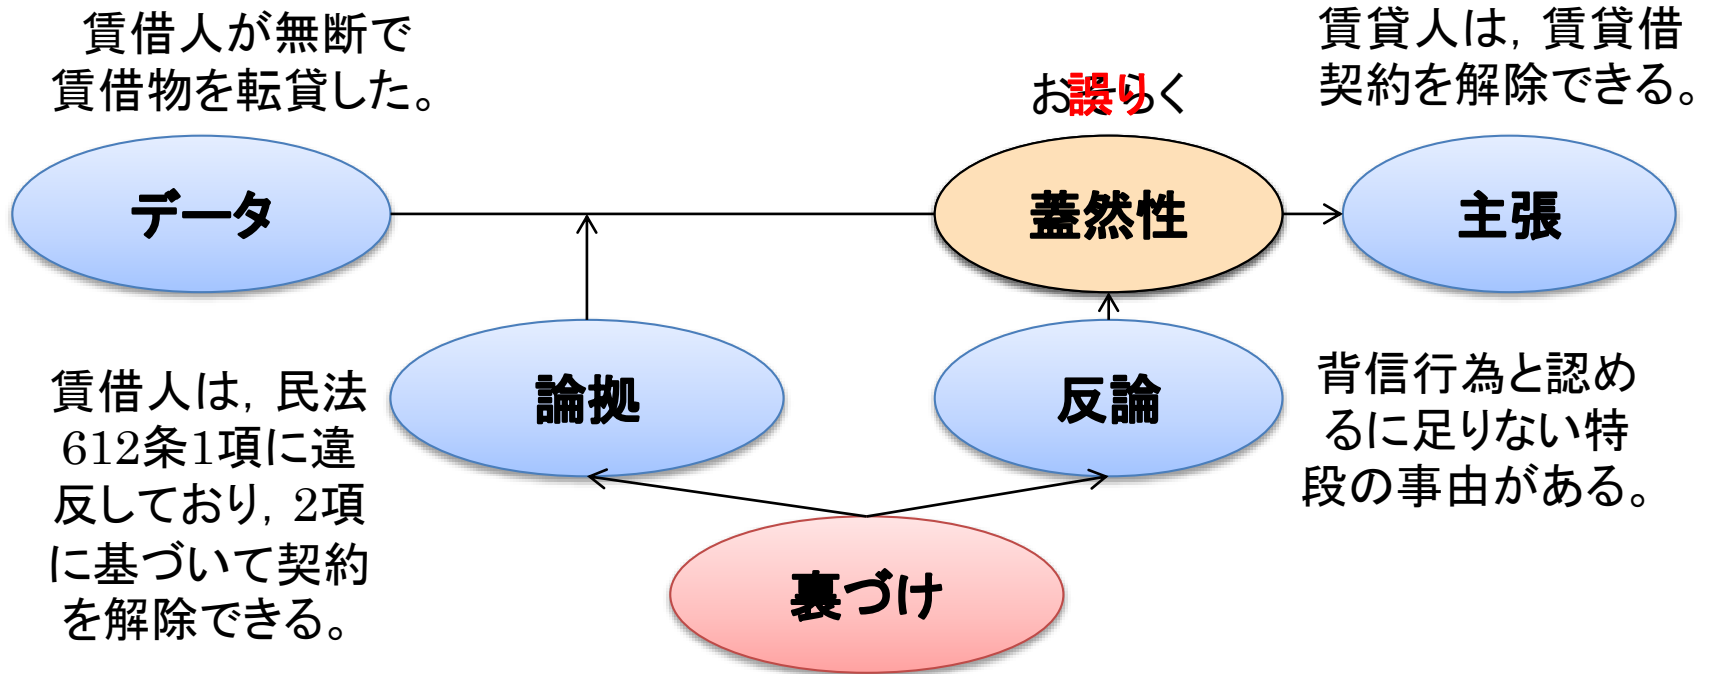 賃借人が無断で
賃借物を転貸した。
おそらく
誤り
賃貸人は，賃貸借
契約を解除できる。
データ
蓋然性
主張
論拠
反論
賃借人は，民法
612条1項に違
反しており，2項
に基づいて契約
を解除できる。
背信行為と認め
るに足りない特
段の事由がある。
裏づけ